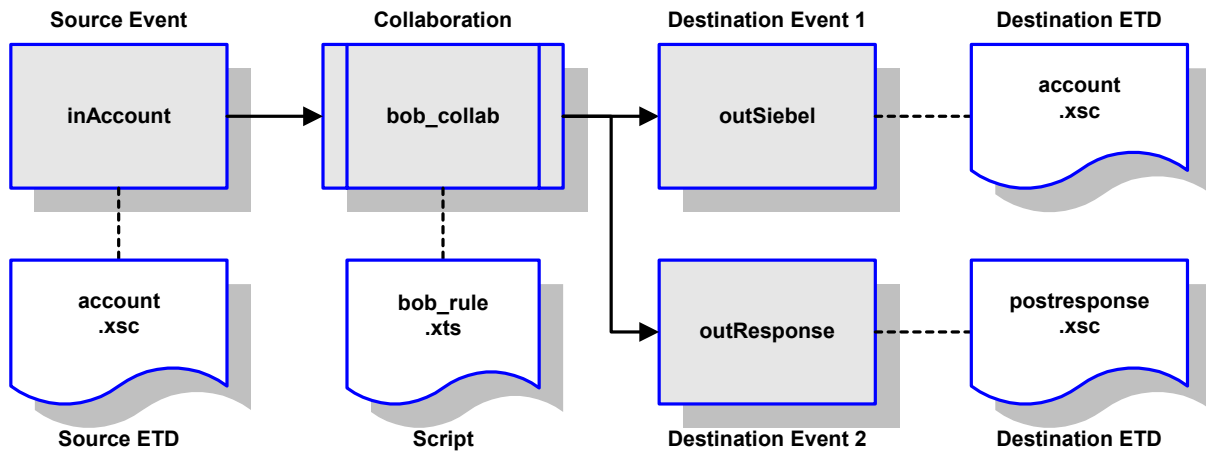 Source Event
Collaboration
Destination Event 1
Destination ETD
inAccount
bob_collab
outSiebel
account
.xsc
account
.xsc
bob_rule
.xts
outResponse
postresponse
.xsc
Source ETD
Script
Destination Event 2
Destination ETD